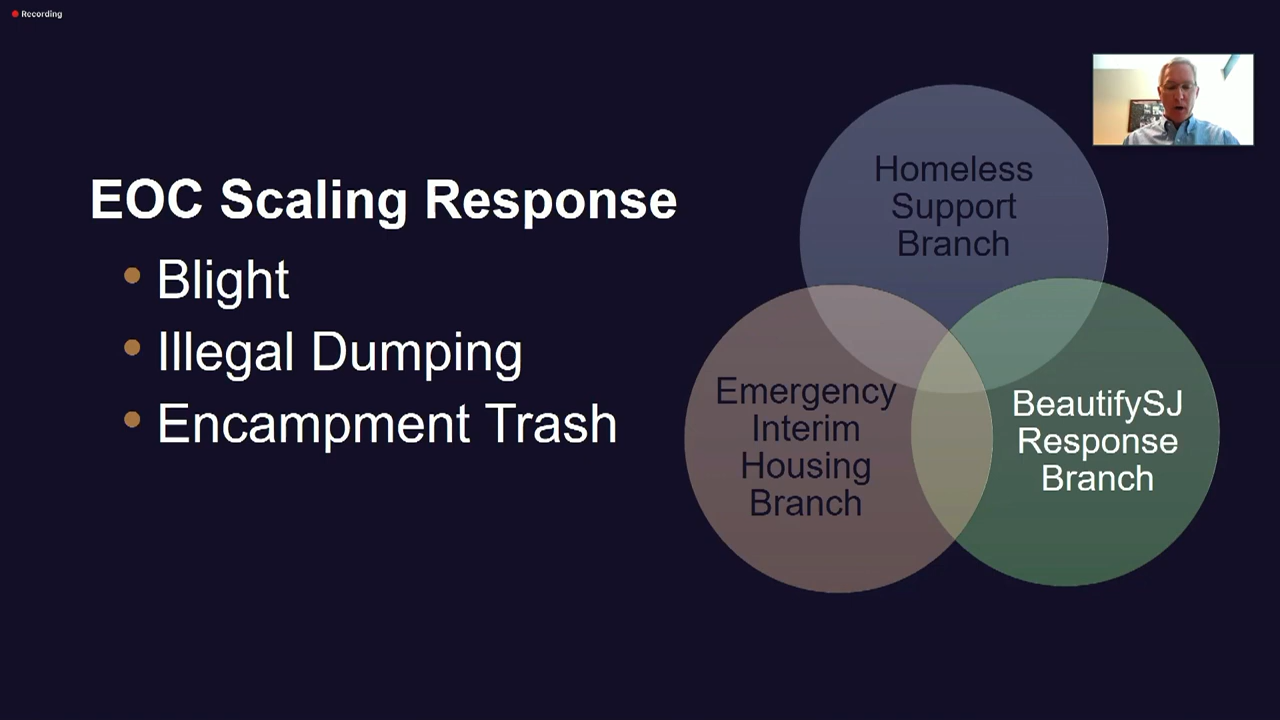 Recording
EOC Scaling Response
Blight
Illegal Dumping
Encampment Trash
Homeless
Support
Branch
Emergency
Interim
Housing
Branch
BeautifySJ
Response
Branch